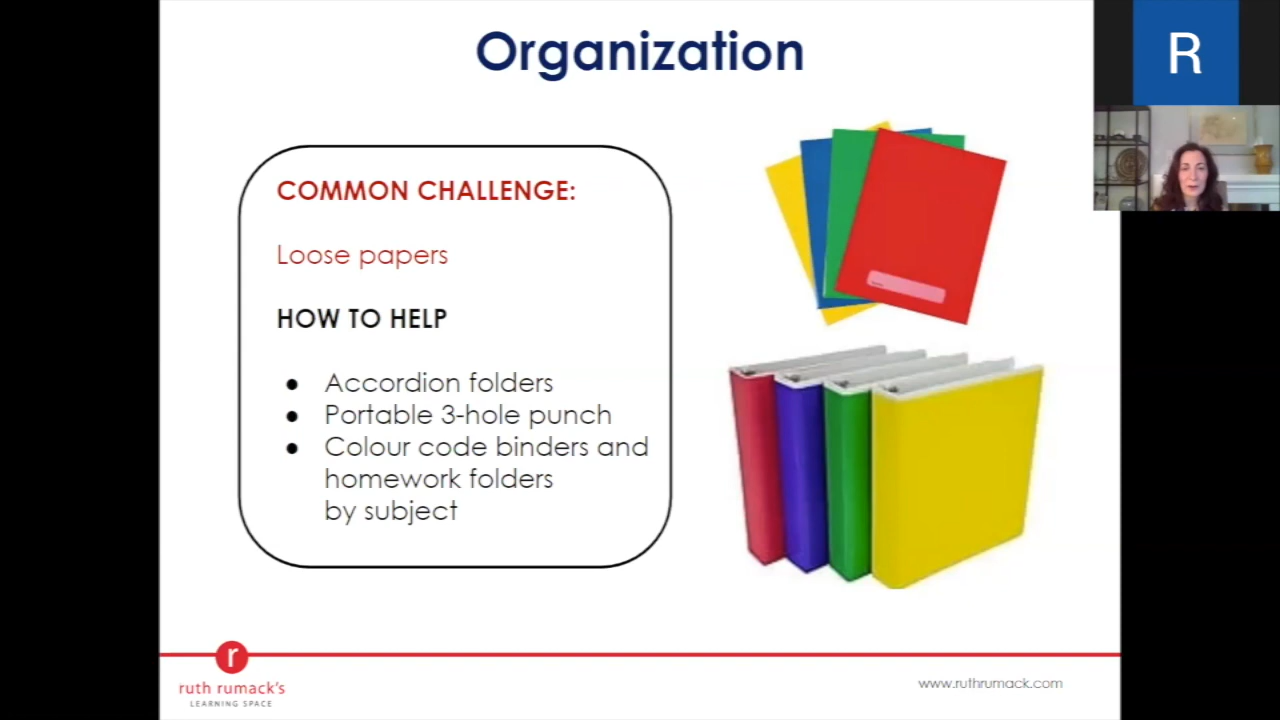 Organization
R
COMMON CHALLENGE:
Loose papers
HOW TO HELP
● Accordion folders
● Portable 3-hole punch
● Colour code binders and
homework folders
by subject
r
ruth rumack's
LEARNING SPACE
www.ruthrumack.com